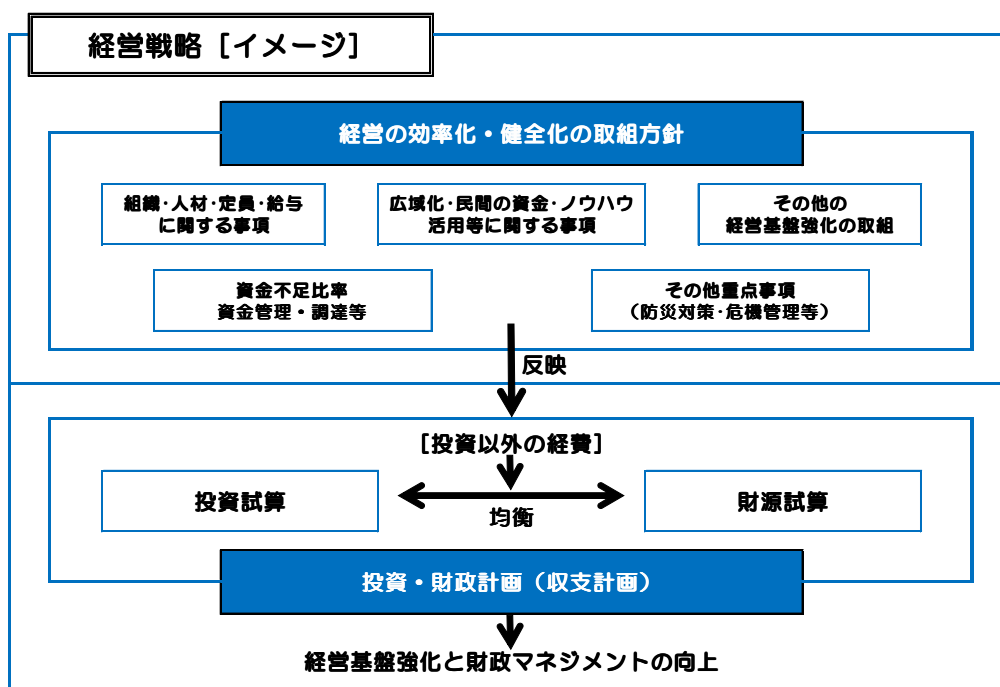 経営戦略［イメージ］
経営の効率化・健全化の取組方針
組織・人材・定員・給与
に関する事項
広域化・民間の資金・ノウハウ
活用等に関する事項
その他の
経営基盤強化の取組
資金不足比率
資金管理・調達等
その他重点事項
（防災対策・危機管理等）
反映
［投資以外の経費］
投資試算
均衡
財源試算
投資・財政計画（収支計画）
経営基盤強化と財政マネジメントの向上